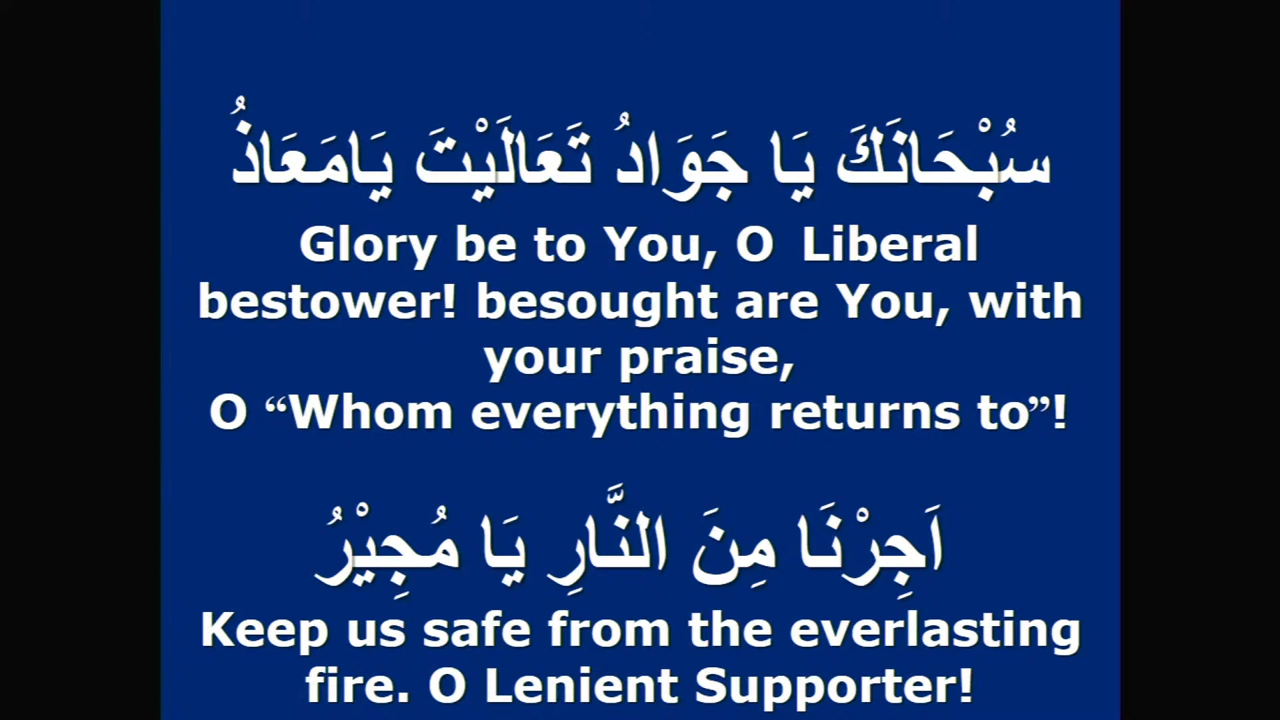 سُبْحَانَكَ يَا جَوَادُ تَعَالَيْتَ يَامَعَاذُ
Glory be to You, O Liberal
bestower! besought are You, with
your praise,
O “Whom everything returns to”!
اَجِرْنَا مِنَ النَّارِ يَا مُجِيْرُ
Keep us safe from the everlasting
fire. O Lenient Supporter!